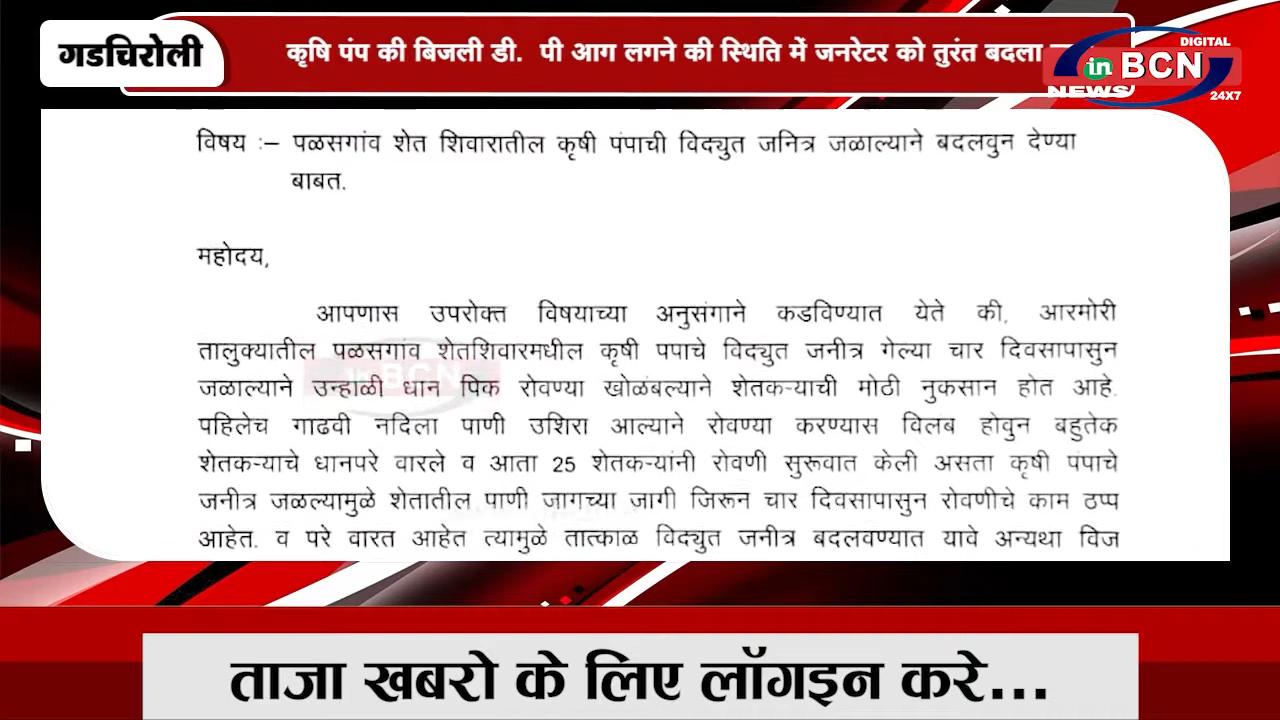 गडचिरोली
कृषि पंप की बिजली डी. पी आग लगने की स्थिति में जनरेटर को तुरंत बदला
DIGITAL
in BCN
NEWS
24X7
विषय :– पळसगांव शेत शिवारातील कृषी पंपाची विद्युत जनित्र जळाल्याने बदलवुन देण्या
बाबत.
महोदय,
आपणास उपरोक्त विषयाच्या अनुसंगाने कडविण्यात येते की, आरमोरी
तालुक्यातील पळसगांव शेतशिवारमधील कृषी पपाचे विद्युत जनीत्र गेल्या चार दिवसापासुन
जळाल्याने उन्हाळी धान पिक रोवण्या खोळंबल्याने शेतकऱ्याची मोठी नुकसान होत आहे.
पहिलेच गाढवी नदिला पाणी उशिरा आल्याने रोवण्या करण्यास विलंब होवुन बहुतेक
शेतकऱ्याचे धानपरे वारले व आता 25 शेतकऱ्यांनी रोवणी सुरूवात केली असता कृषी पंपाचे
जनीत्र जळल्यामुळे शेतातील पाणी जागच्या जागी जिरून चार दिवसापासुन रोवणीचे काम ठप्प
आहेत. व परे वारत आहेत त्यामुळे तात्काळ विद्युत जनीत्र बदलवण्यात यावे अन्यथा विज
ताजा खबरो के लिए लॉगइन करे...